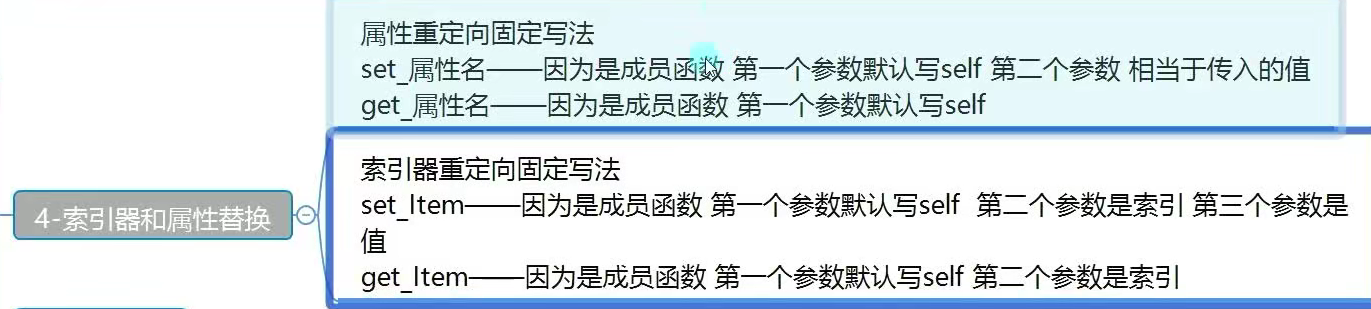 属性重定向固定写法
set_属性名——因为是成员函数 第一个参数默认写self 第二个参数 相当于传入的值
get_属性名——因为是成员函数 第一个参数默认写self
4-索引器和属性替换
索引器重定向固定写法
set_Item——因为是成员函数 第一个参数默认写self 第二个参数是索引 第三个参数是
值
get_Item——因为是成员函数 第一个参数默认写self 第二个参数是索引